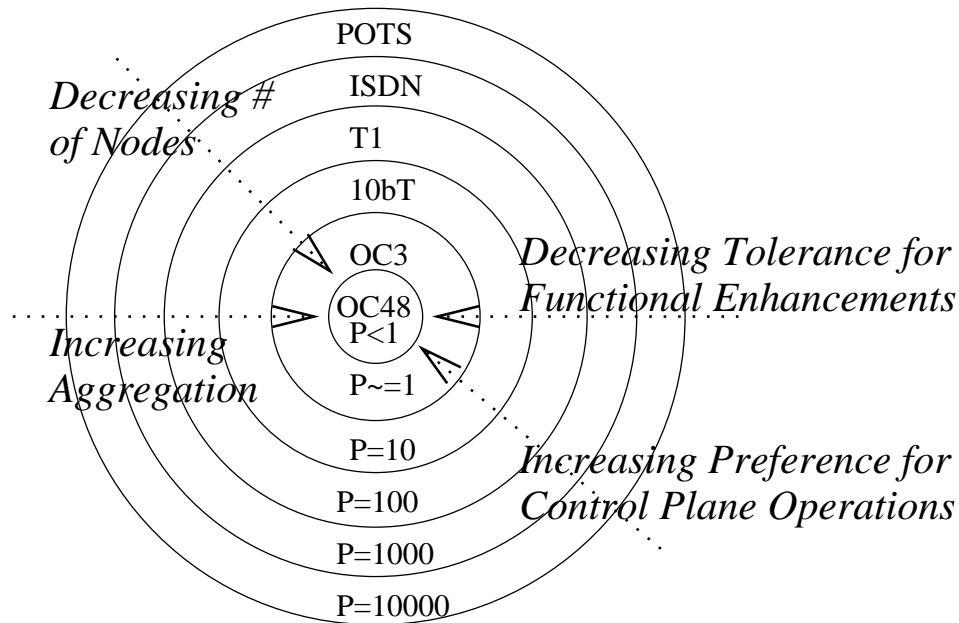 POTS
ISDN
Decreasing #
of Nodes
T1
10bT
OC3
Decreasing Tolerance for
Functional Enhancements
OC48
P<1
Increasing
Aggregation
P~=1
P=10
Increasing Preference for
Control Plane Operations
P=100
P=1000
P=10000